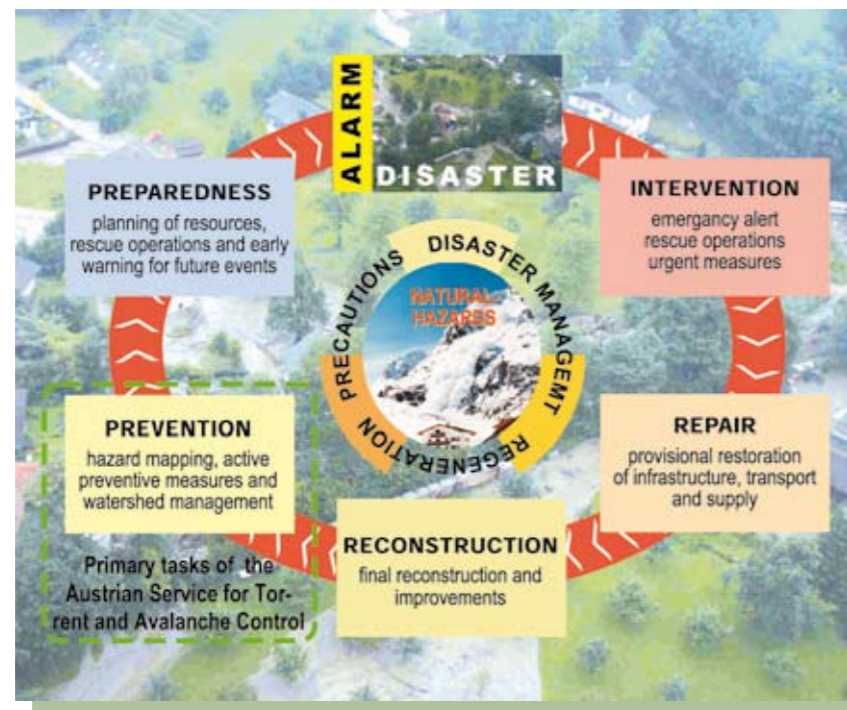 ALARM
DISASTER
PREPAREDNESS
planning of resources,
rescue operations and early
warning for future events
INTERVENTION
emergancy alert
rescue operations
urgent measures
PRECAUTIONS
DISASTER MANAGEMT
REGENERATION
NATURAL-
HAZARES
PREVENTION
hazard mapping, active
preventive measures and
watershed management
Primary tasks of the
Austrian Service for Tor-
rent and Avalanche Control
REPAIR
provisional restoration
of infrastructure, transport
and supply
RECONSTRUCTION
final reconstruction and
improvements